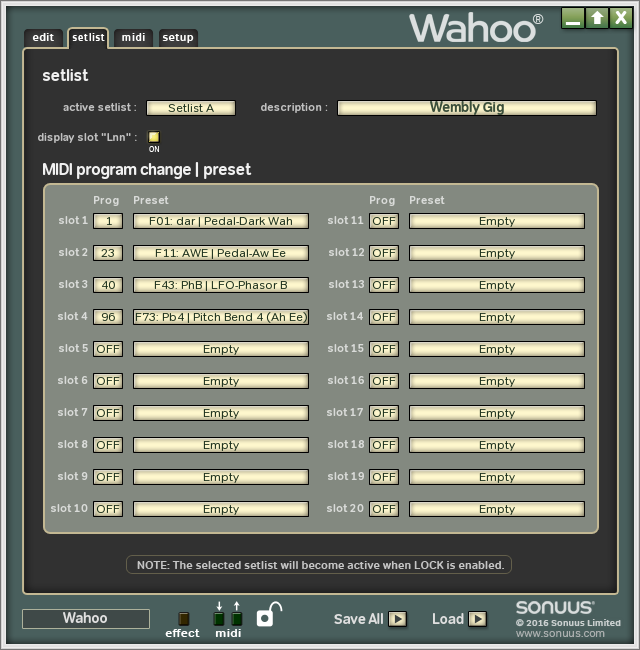 Wahoo®
edit setlist midi setup
setlist
active setlist : Setlist A description : Wembly Gig
display slot "Lnn" :
ON
MIDI program change | preset
Prog Preset Prog Preset
slot 1 1 F01: dar | Pedal-Dark Wah slot 11 OFF Empty
slot 2 23 F11: AWE | Pedal-Aw Ee slot 12 OFF Empty
slot 3 40 F43: PhB | LFO-Phasor B slot 13 OFF Empty
slot 4 96 F73: Pb4 | Pitch Bend 4 (Ah Ee) slot 14 OFF Empty
slot 5 OFF Empty slot 15 OFF Empty
slot 6 OFF Empty slot 16 OFF Empty
slot 7 OFF Empty slot 17 OFF Empty
slot 8 OFF Empty slot 18 OFF Empty
slot 9 OFF Empty slot 19 OFF Empty
slot 10 OFF Empty slot 20 OFF Empty
NOTE: The selected setlist will become active when LOCK is enabled.
Wahoo effect midi Save All Load sonuus®
© 2016 Sonuus Limited
www.sonuus.com